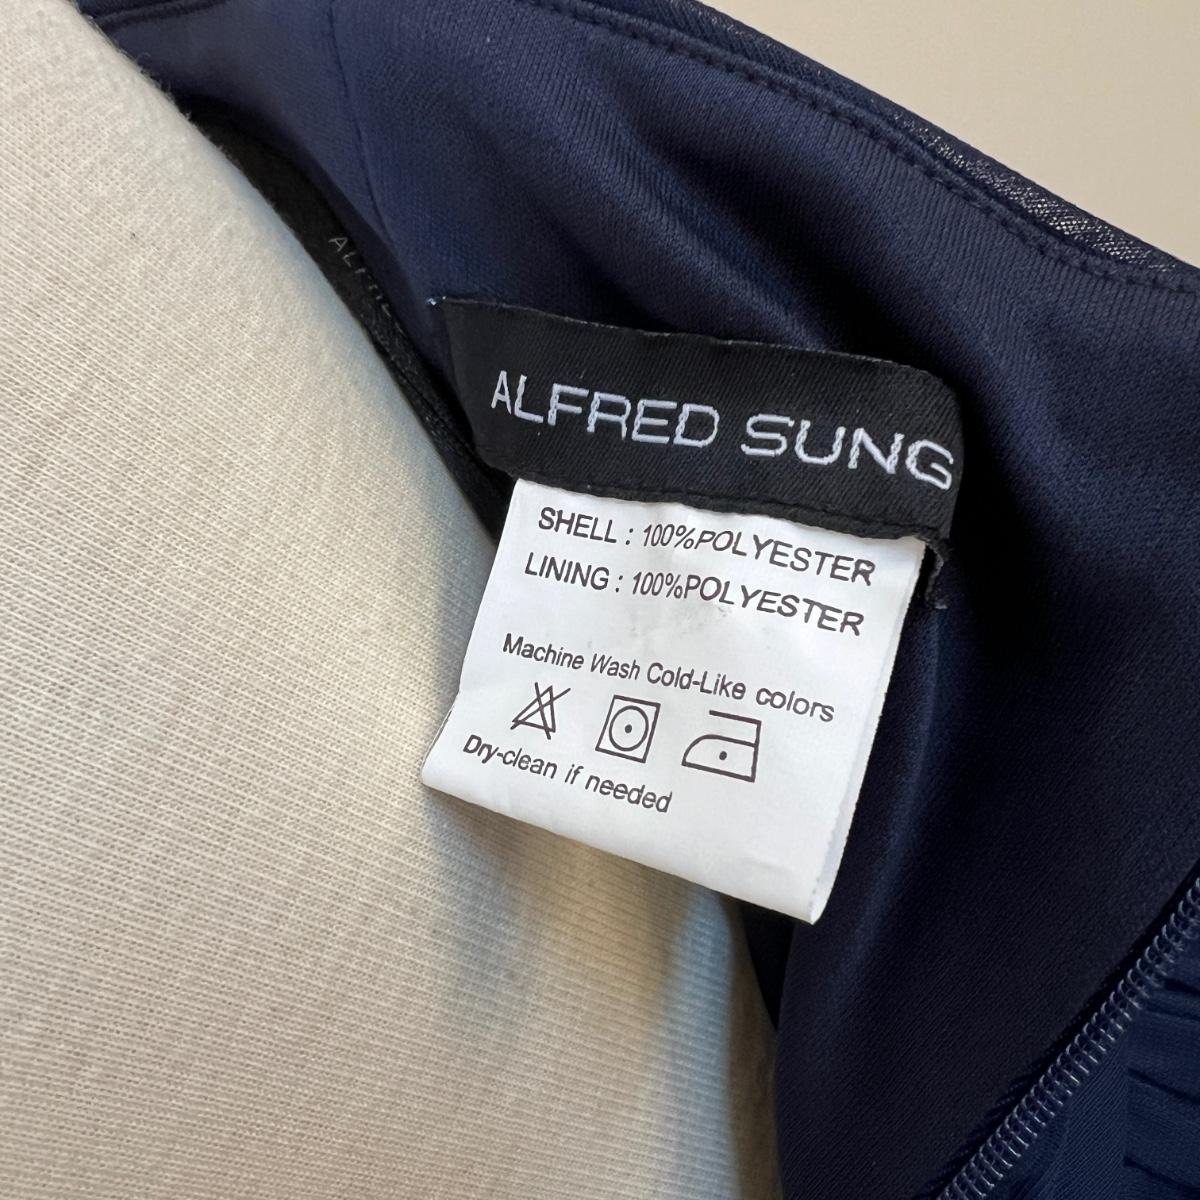 ALFRED SUNG
SHELL : 100%POLYESTER
LINING : 100%POLYESTER
Machine Wash Cold-Like colors
Dry-clean if needed